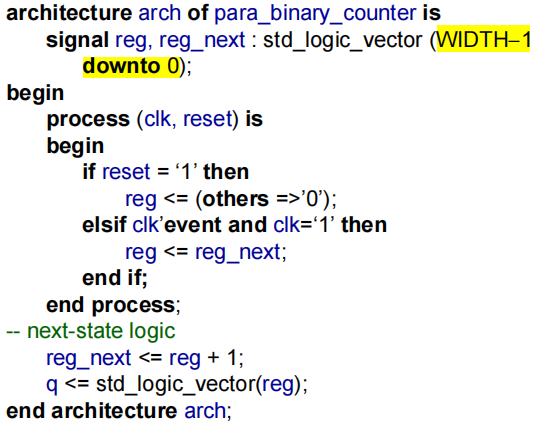 architecture arch of para_binary_counter is
signal reg, reg_next : std_logic_vector (WIDTH–1
downto 0);
begin
process (clk, reset) is
begin
if reset = ‘1’ then
reg <= (others =>’0’);
elsif clk’event and clk=‘1’ then
reg <= reg_next;
end if;
end process;
-- next-state logic
reg_next <= reg + 1;
q <= std_logic_vector(reg);
end architecture arch;